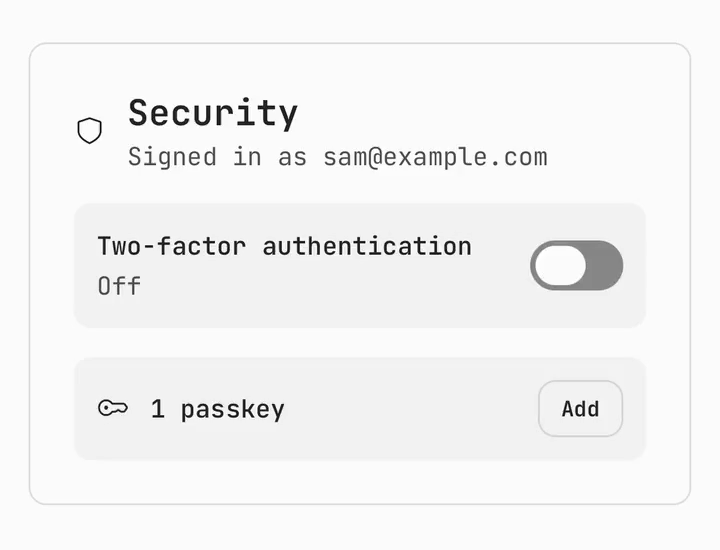 Security
Signed in as sam@example.com
Two-factor authentication
Off
1 passkey
Add